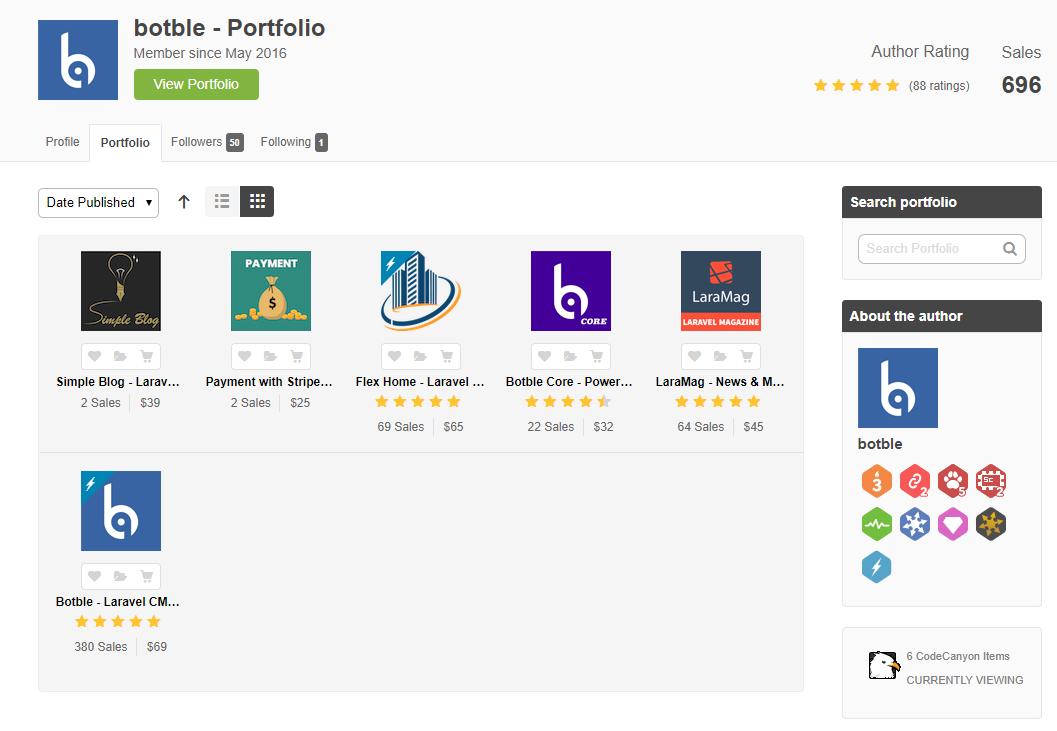 botble - Portfolio
Member since May 2016
View Portfolio
Author Rating
(88 ratings)
Sales
696
Profile
Portfolio
Followers 50
Following 1
Date Published
Search portfolio
Search Portfolio
Simple Blog
PAYMENT
$
CORE
LaraMag
LARAVEL MAGAZINE
Simple Blog - Larav...
Payment with Stripe...
Flex Home - Laravel ...
Botble Core - Power...
LaraMag - News & M...
2 Sales $39
2 Sales $25
69 Sales $65
22 Sales $32
64 Sales $45
Botble - Laravel CM...
380 Sales $69
About the author
botble
3
2
5
SC
2
6 CodeCanyon Items
CURRENTLY VIEWING